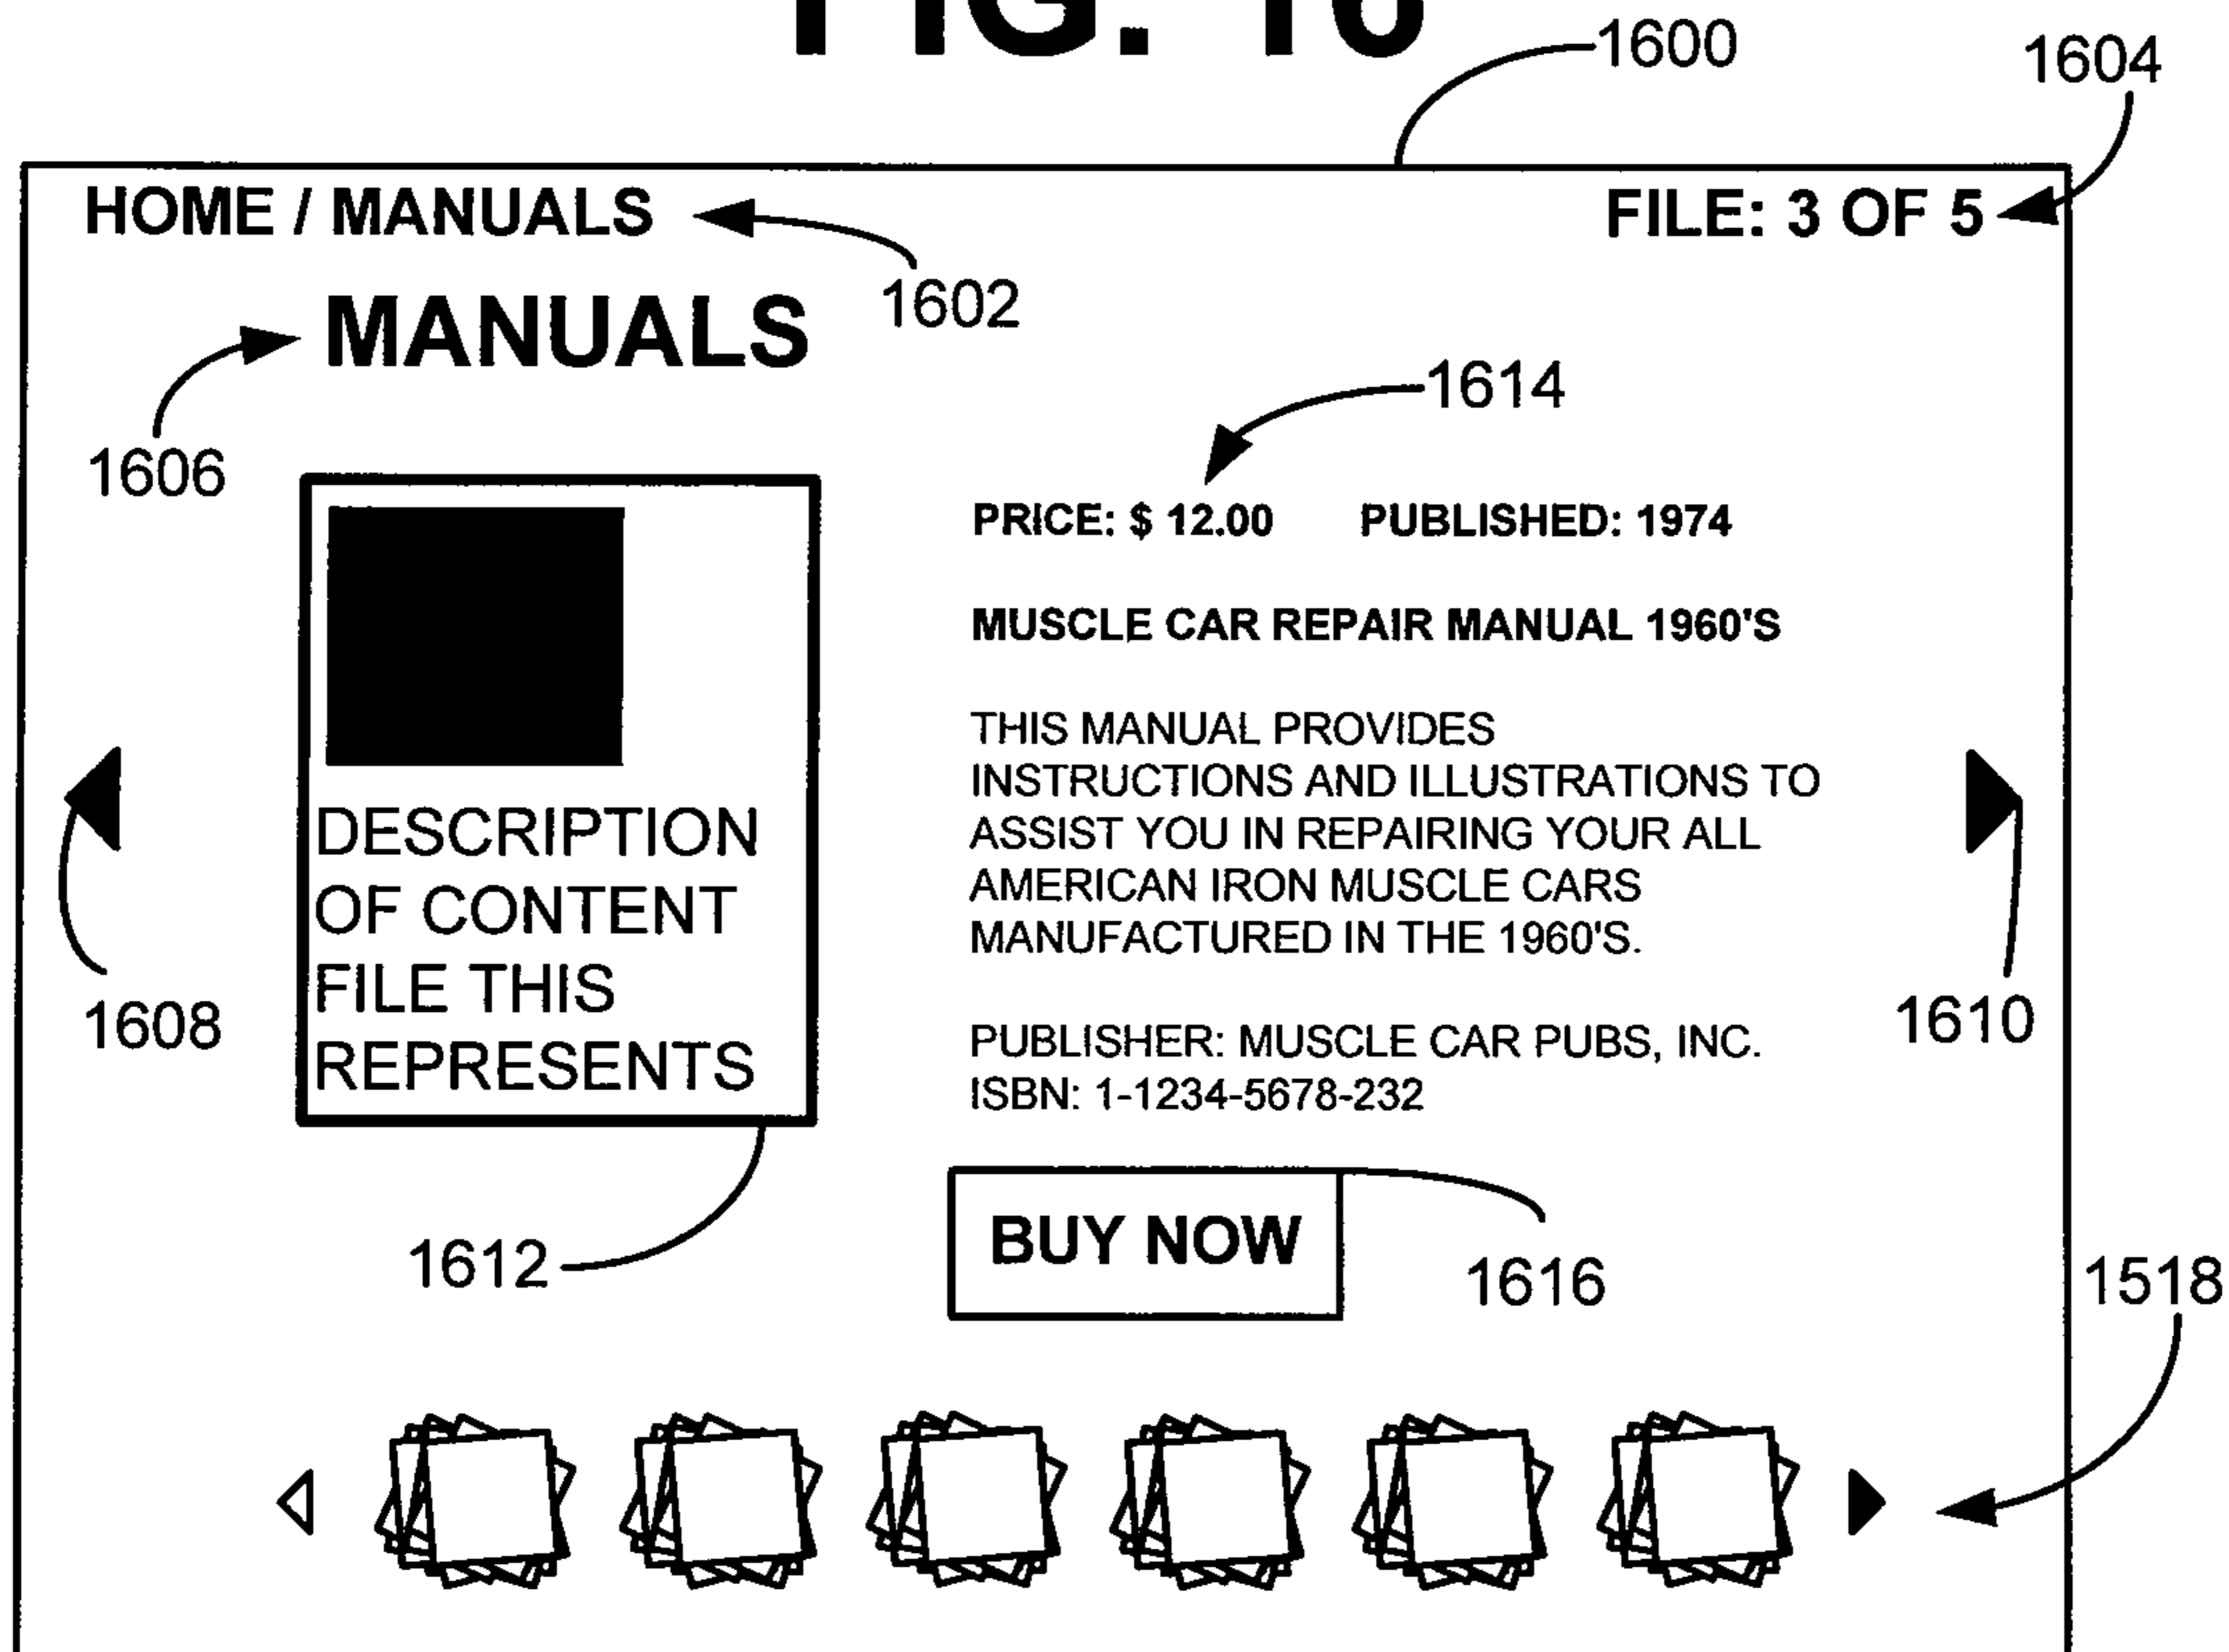 FIG. 16
1600
1604
HOME / MANUALS
FILE: 3 OF 5
1602
MANUALS
1606
1614
PRICE: $ 12.00 PUBLISHED: 1974
MUSCLE CAR REPAIR MANUAL 1960'S
THIS MANUAL PROVIDES
INSTRUCTIONS AND ILLUSTRATIONS TO
ASSIST YOU IN REPAIRING YOUR ALL
AMERICAN IRON MUSCLE CARS
MANUFACTURED IN THE 1960'S.
PUBLISHER: MUSCLE CAR PUBS, INC.
ISBN: 1-1234-5678-232
DESCRIPTION
OF CONTENT
FILE THIS
REPRESENTS
1608
1610
1612
BUY NOW
1616
1518